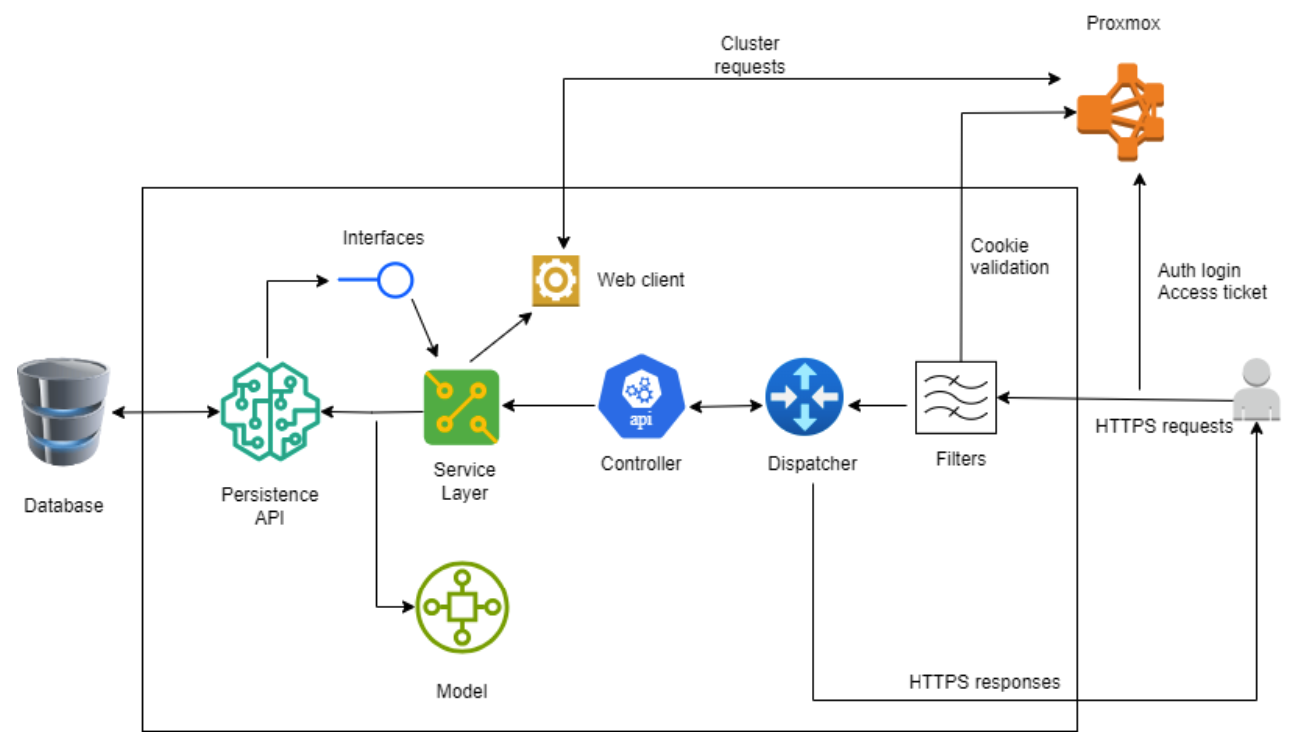 Proxmox
Cluster
requests
Interfaces
Web client
Cookie
validation
Auth login
Access ticket
api
HTTPS requests
Database
Persistence
API
Service
Layer
Controller
Dispatcher
Filters
Model
HTTPS responses